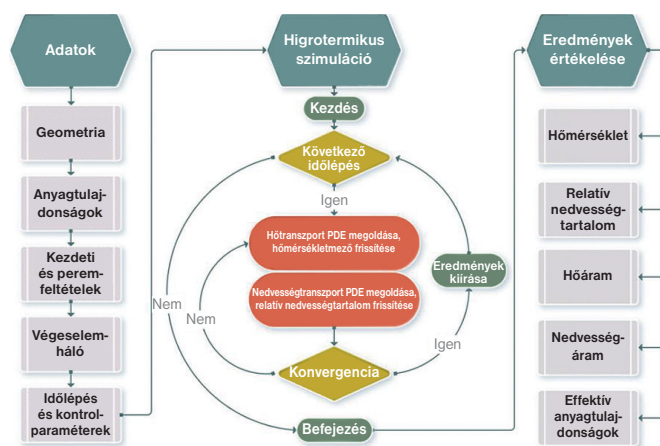 Adatok
Geometria
Anyagtulaj-
donságok
Kezdeti
és perem-
feltételek
Végeselem-
háló
Időlépés
és kontrol-
paraméterek
Higrotermikus
szimuláció
Kezdés
Következő
időlépés
Igen
Hőtranszport PDE megoldása,
hőmérsékletmező frissítése
Nedvességtranszport PDE megoldása,
relatív nedvességtartalom frissítése
Eredmények
kiírása
Nem
Nem
Igen
Konvergencia
Befejezés
Eredmények
értékelése
Hőmérséklet
Relatív
nedvesség-
tartalom
Hőáram
Nedvesség-
áram
Effektív
anyagtulaj-
donságok